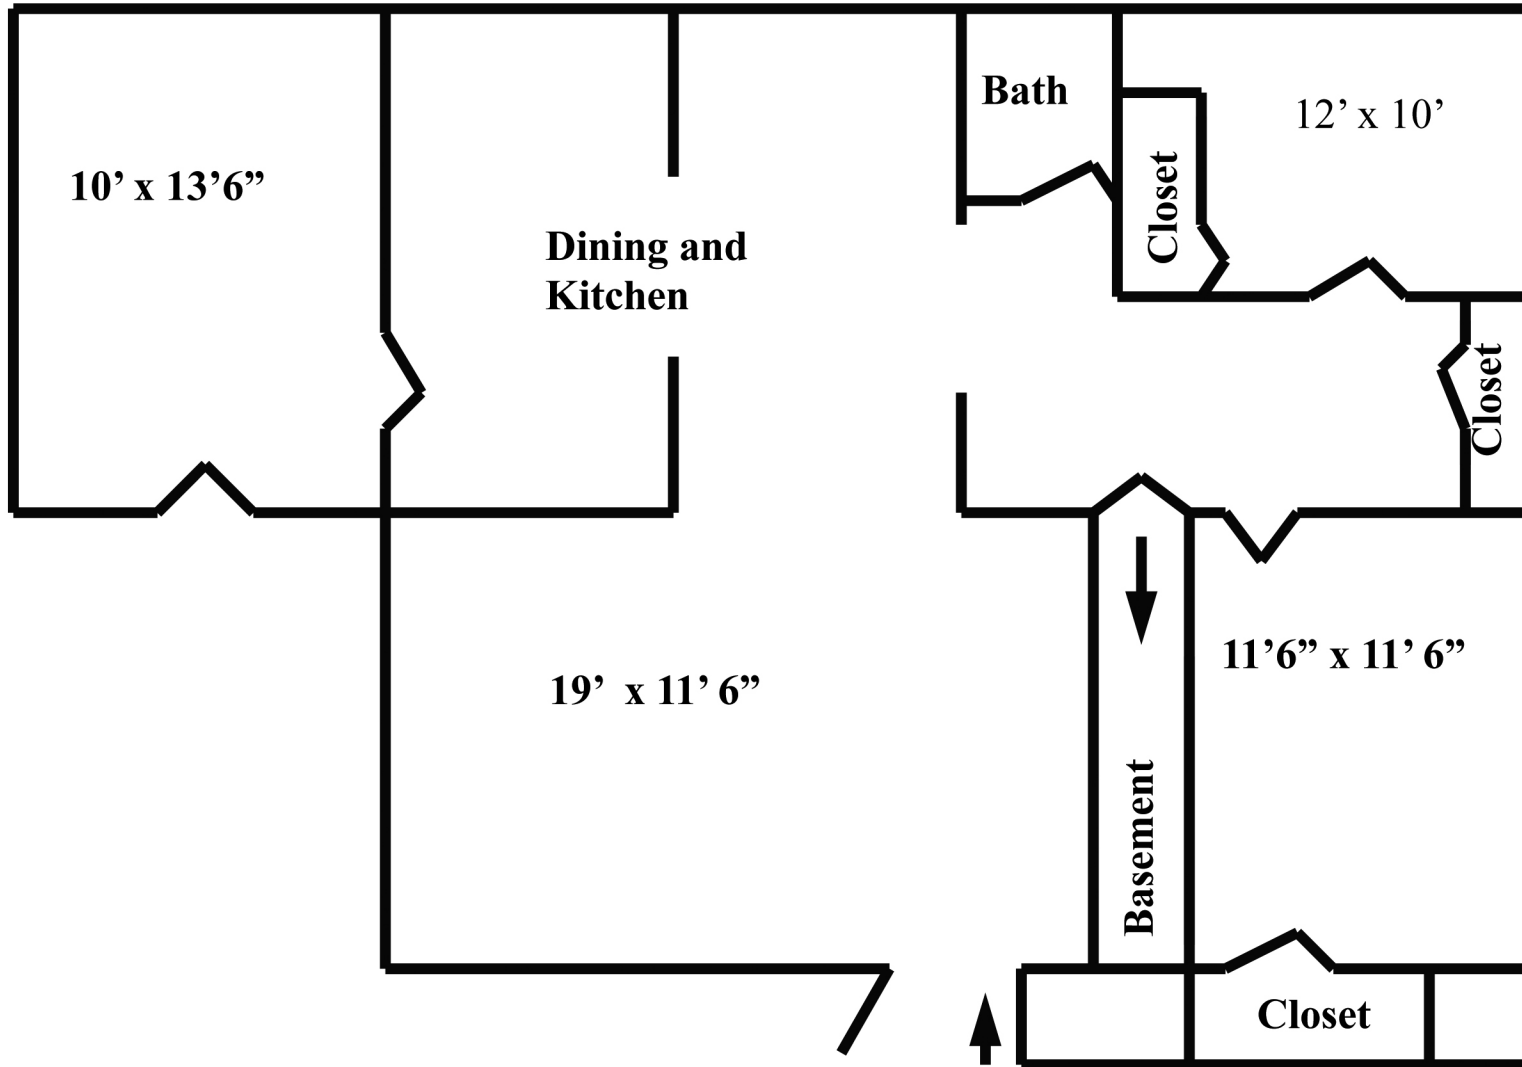 Bath
12’ x 10’
10’ x 13’6”
Closet
Dining and
Kitchen
Closet
11’6” x 11’ 6”
19’  x 11’ 6”
Basement
Closet